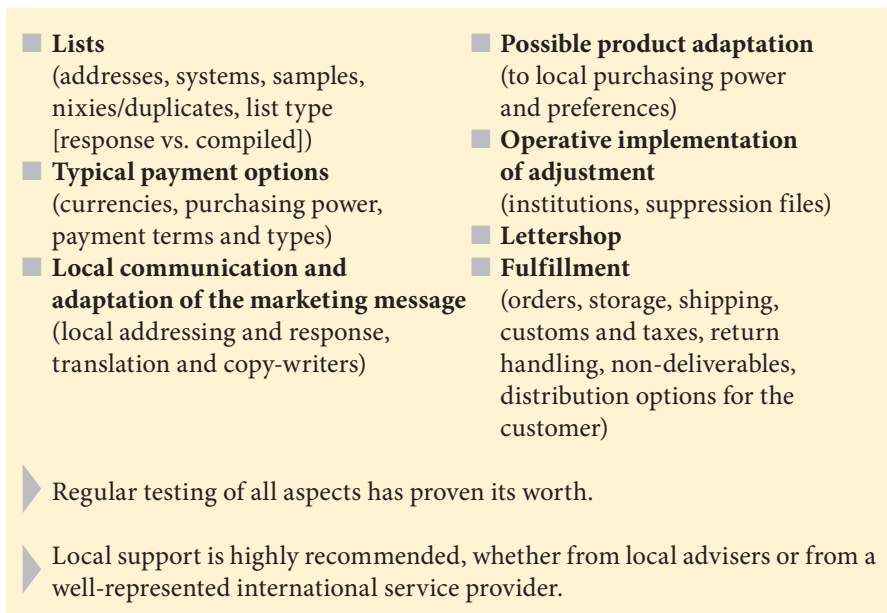 Lists
(addresses, systems, samples,
nixies/duplicates, list type
[response vs. compiled])
Typical payment options
(currencies, purchasing power,
payment terms and types)
Local communication and
adaptation of the marketing message
(local addressing and response,
translation and copy-writers)
Possible product adaptation
(to local purchasing power
and preferences)
Operative implementation
of adjustment
(institutions, suppression files)
Lettershop
Fulfillment
(orders, storage, shipping,
customs and taxes, return
handling, non-deliverables,
distribution options for the
customer)
Regular testing of all aspects has proven its worth.
Local support is highly recommended, whether from local advisers or from a
well-represented international service provider.